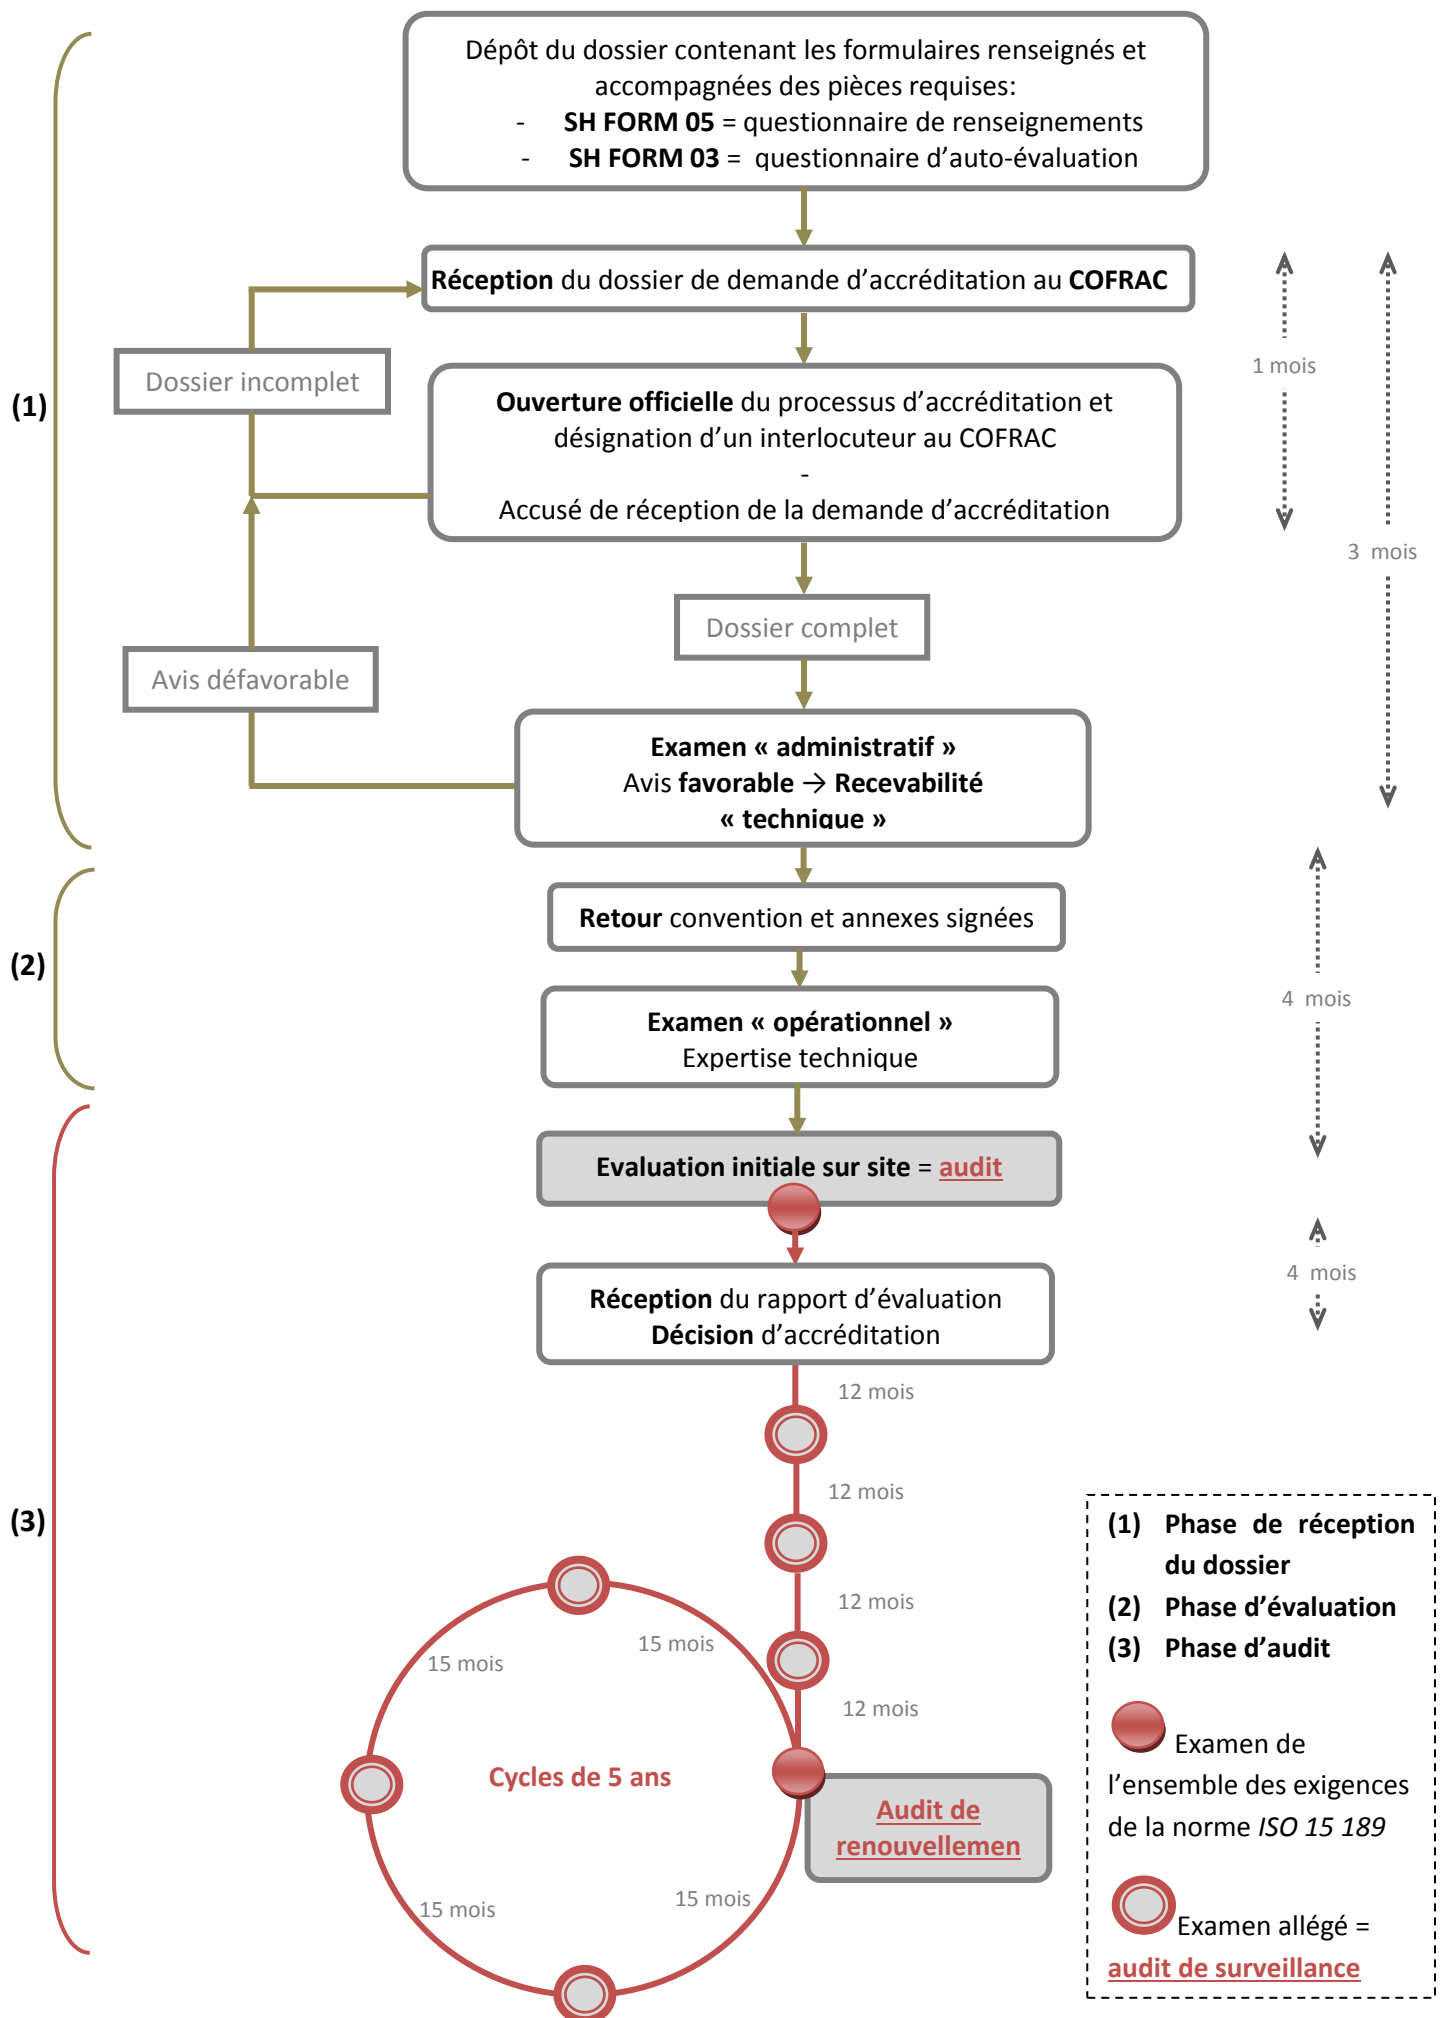 Dépôt du dossier contenant les formulaires renseignés et
accompagnées des pièces requises:
- SH FORM 05 = questionnaire de renseignements
- SH FORM 03 = questionnaire d'auto-évaluation
Réception du dossier de demande d'accréditation au COFRAC
Dossier incomplet
1 mois
(1)
Ouverture officielle du processus d'accréditation et
désignation d'un interlocuteur au COFRAC
-
Accusé de réception de la demande d'accréditation
3 mois
Dossier complet
Avis défavorable
Examen « administratif »
Avis favorable → Recevabilité
« technique »
Retour convention et annexes signées
(2)
4 mois
Examen « opérationnel »
Expertise technique
Evaluation initiale sur site = audit
4 mois
Réception du rapport d'évaluation
Décision d'accréditation
12 mois
12 mois
(3)
12 mois
15 mois
15 mois
12 mois
Cycles de 5 ans
Audit de
renouvellemen
15 mois
15 mois
(1) Phase de réception
du dossier
(2) Phase d'évaluation
(3) Phase d'audit
Examen de
l'ensemble des exigences
de la norme ISO 15 189
Examen allégé =
audit de surveillance